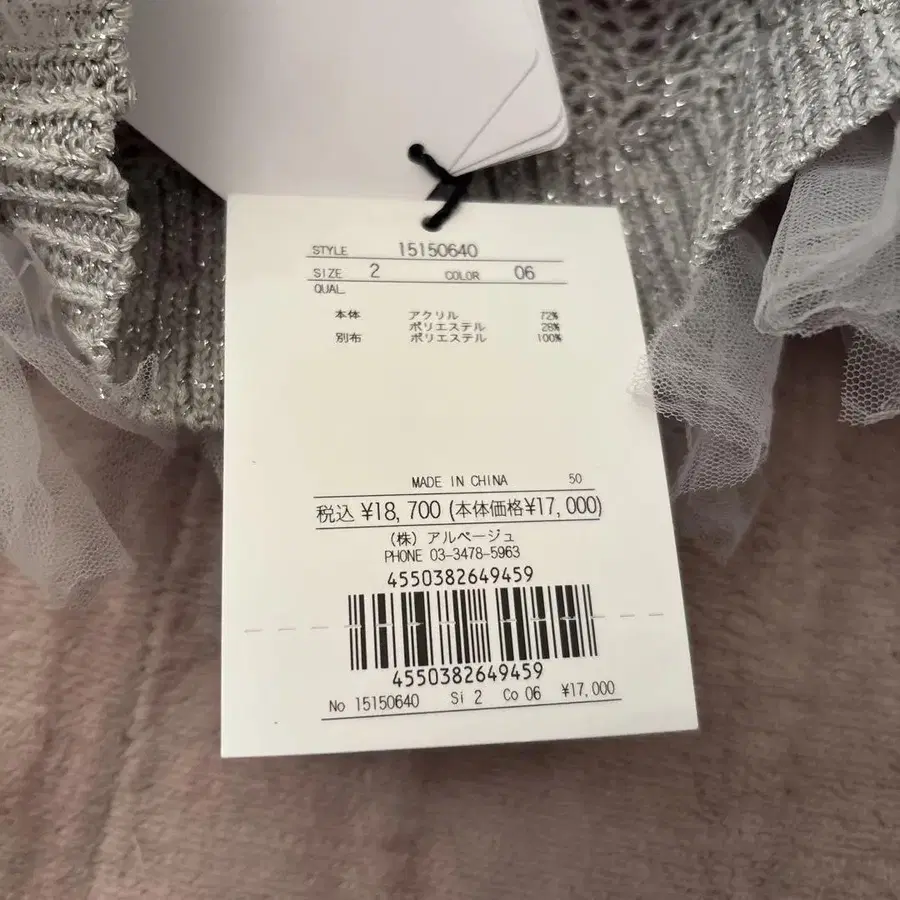 STYLE 15150640
SIZE 2 COLOR 06
QUAL.
本体 アクリル 72%
ポリエステル 28%
別布 ポリエステル 100%
MADE IN CHINA 50
税込 ¥18,700 (本体価格¥17,000)
(株) アルページュ
PHONE 03-3478-5963
4550382649459
4550382649459
No 15150640 Si 2 Co 06 ¥17,000